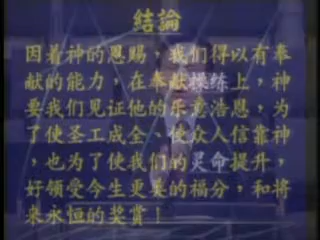 結論
因着神的恩赐，我们得以有奉
献的能力，在奉献操练上，神
要我们见证他的乐意浩恩，为
了使圣工成全、使众人信靠神
，也为了使我们的灵命提升，
好领受今生更美的福分，和将
来永恒的奖赏！